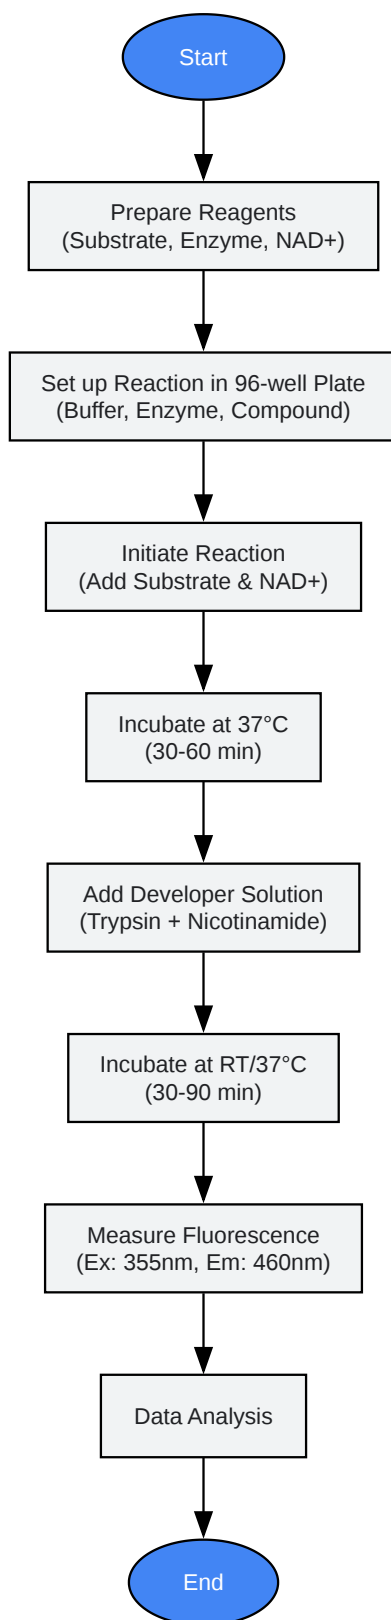 Start
Prepare Reagents
(Substrate, Enzyme, NAD+)
Set up Reaction in 96-well Plate
(Buffer, Enzyme, Compound)
Initiate Reaction
(Add Substrate & NAD+)
Incubate at 37°C
(30-60 min)
Add Developer Solution
(Trypsin + Nicotinamide)
Incubate at RT/37°C
(30-90 min)
Measure Fluorescence
(Ex: 355nm, Em: 460nm)
Data Analysis
End